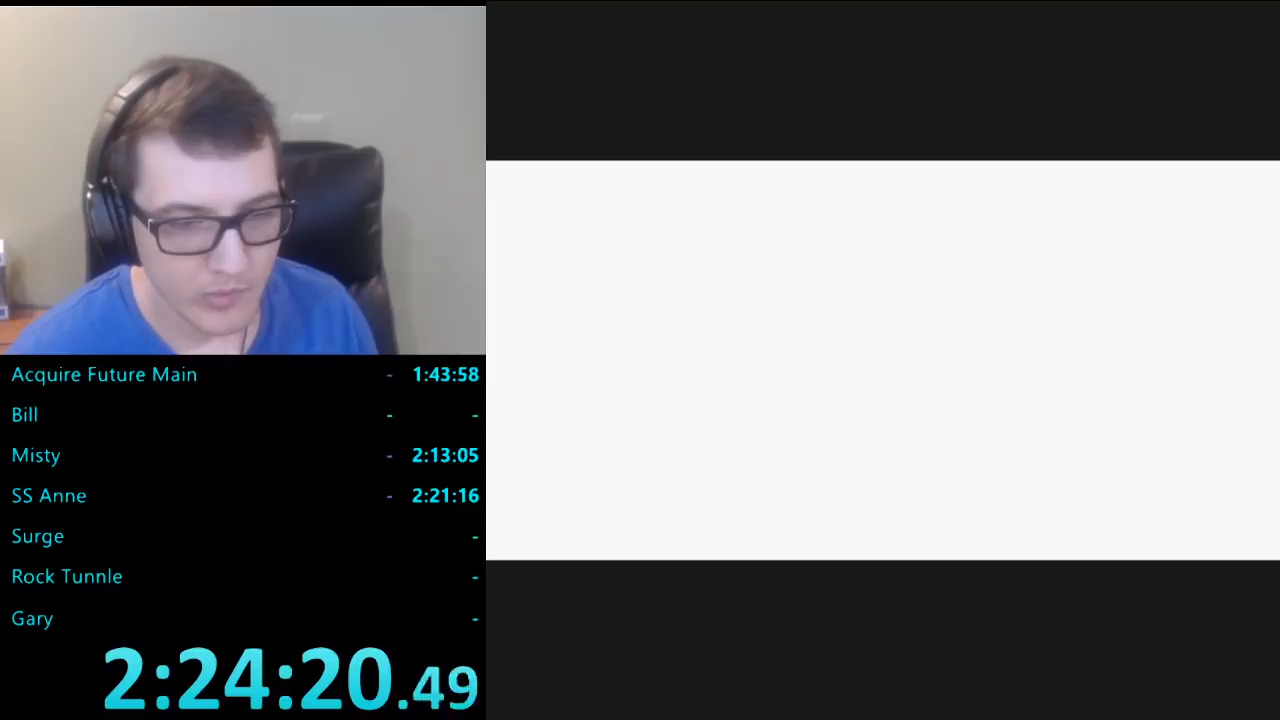 Acquire Future Main - 1:43:58
Bill - -
Misty - 2:13:05
SS Anne - 2:21:16
Surge -
Rock Tunnle -
Gary -
2:24:20.49